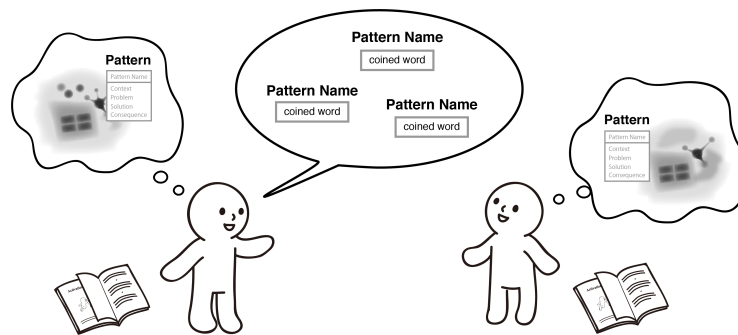 Pattern
Pattern Name
Context
Problem
Solution
Consequence
Pattern Name
coined word
Pattern Name
coined word
Pattern Name
coined word
Pattern
Pattern Name
Context
Problem
Solution
Consequence